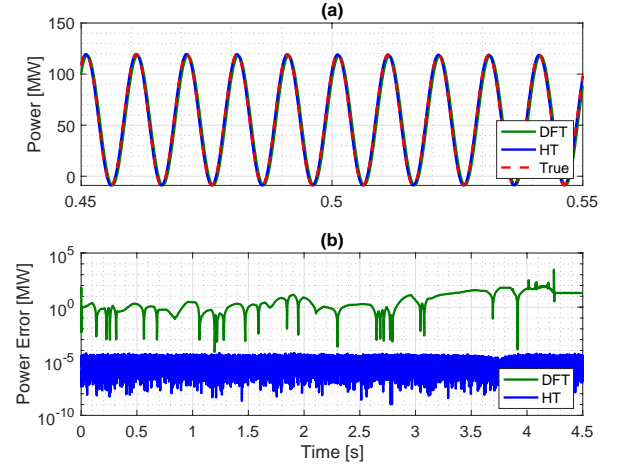 (a)
Power [MW]
150
100
50
0
0.45
0.5
0.55
DFT
HT
True
(b)
Power Error [MW]
10^5
10^0
10^-5
10^-10
0
0.5
1
1.5
2
2.5
3
3.5
4
4.5
Time [s]
DFT
HT